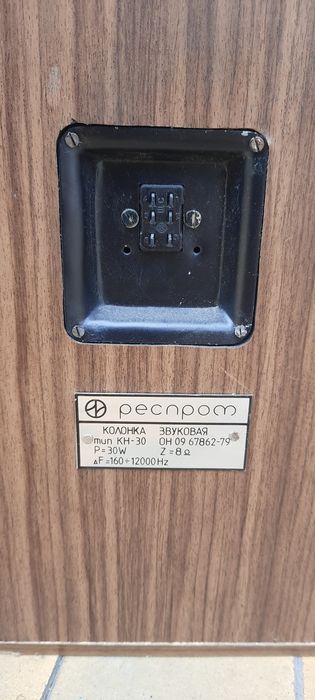 респром
КОЛОНКА ЗВУКОВАЯ
тип КН-30 ОН 09 67862-79
P=30W Z=8Ω
ΔF=160÷12000Hz